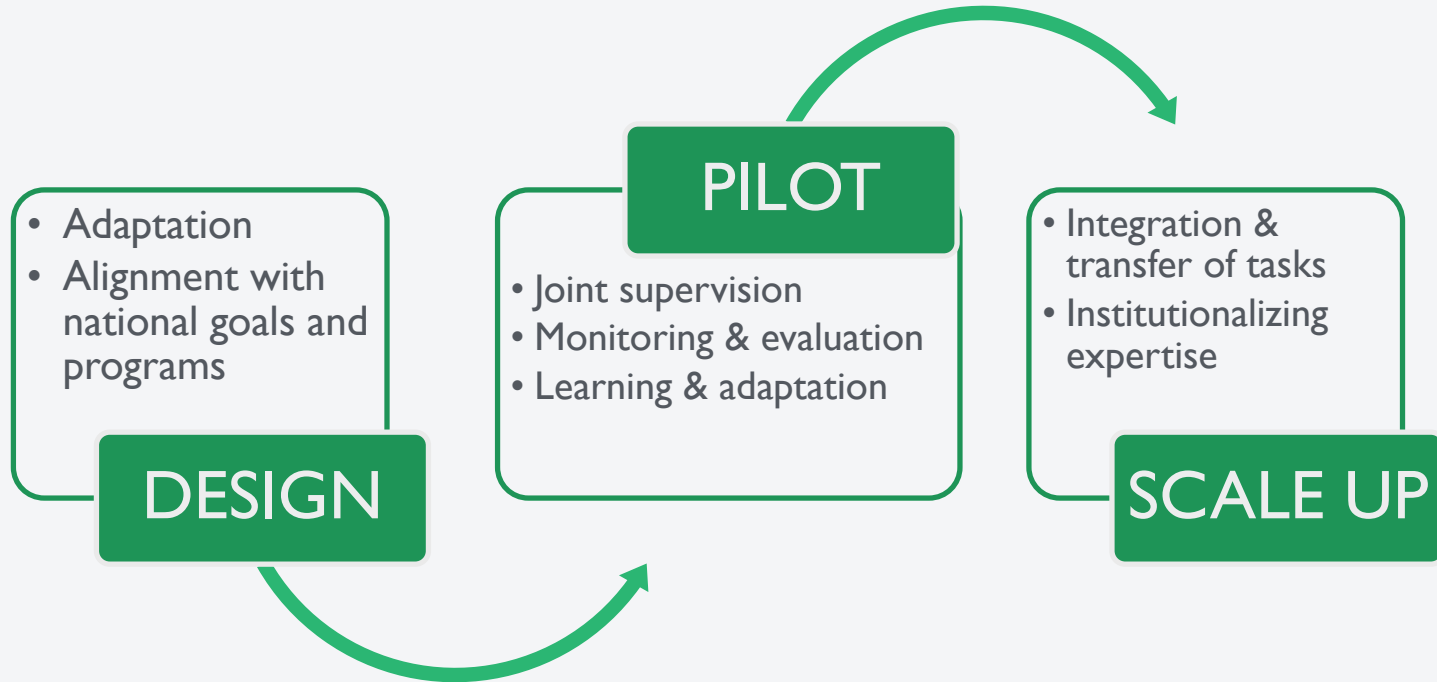 • Adaptation
• Alignment with
national goals and
programs
DESIGN
PILOT
• Joint supervision
• Monitoring & evaluation
• Learning & adaptation
• Integration &
transfer of tasks
• Institutionalizing
expertise
SCALE UP